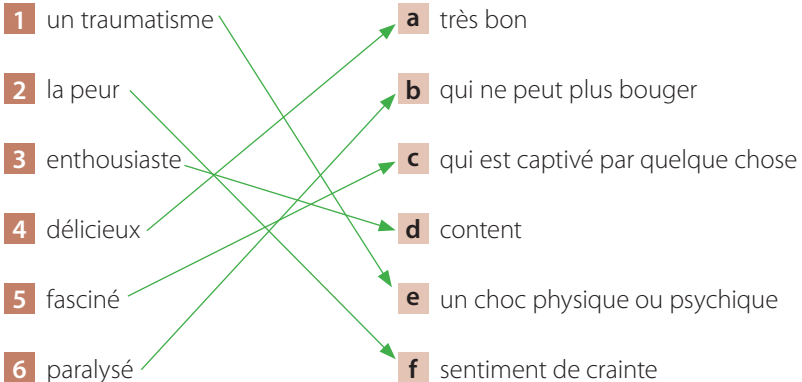 1 un traumatisme
a très bon
2 la peur
b qui ne peut plus bouger
3 enthousiaste
c qui est captivé par quelque chose
4 délicieux
d content
5 fasciné
e un choc physique ou psychique
6 paralysé
f sentiment de crainte